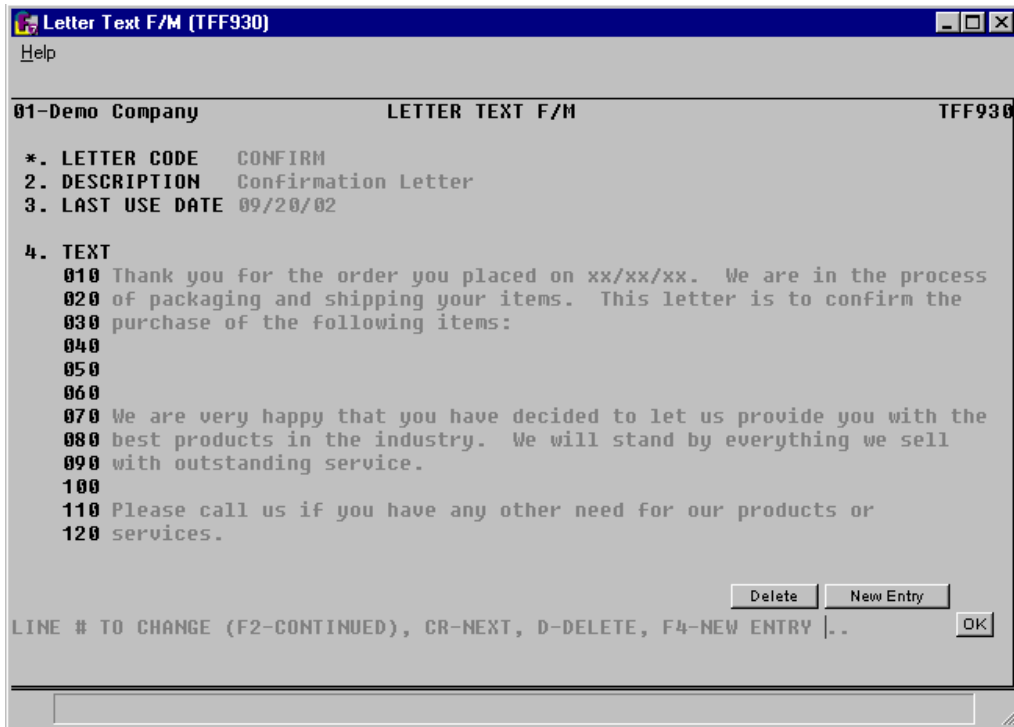 Letter Text F/M (TFF930)
Help
01-Demo Company LETTER TEXT F/M TFF930
*. LETTER CODE CONFIRM
2. DESCRIPTION Confirmation Letter
3. LAST USE DATE 09/20/02
4. TEXT
010 Thank you for the order you placed on xx/xx/xx.  We are in the process
020 of packaging and shipping your items.  This letter is to confirm the
030 purchase of the following items:
040
050
060
070 We are very happy that you have decided to let us provide you with the
080 best products in the industry.  We will stand by everything we sell
090 with outstanding service.
100
110 Please call us if you have any other need for our products or
120 services.
Delete New Entry
LINE # TO CHANGE (F2-CONTINUED), CR-NEXT, D-DELETE, F4-NEW ENTRY .. OK